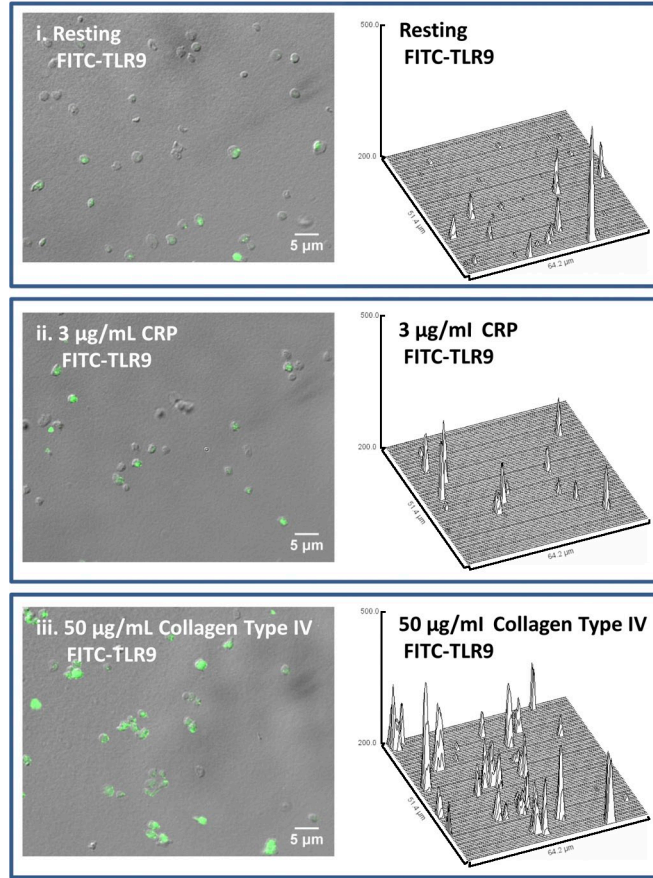 i. Resting
FITC-TLR9
5 µm
500.0
Resting
FITC-TLR9
200.0
51.4 µm
64.2 µm
ii. 3 µg/mL CRP
FITC-TLR9
5 µm
500.0
3 µg/ml CRP
FITC-TLR9
200.0
51.4 µm
64.2 µm
iii. 50 µg/mL Collagen Type IV
FITC-TLR9
5 µm
500.0
50 µg/ml Collagen Type IV
FITC-TLR9
200.0
51.4 µm
64.2 µm